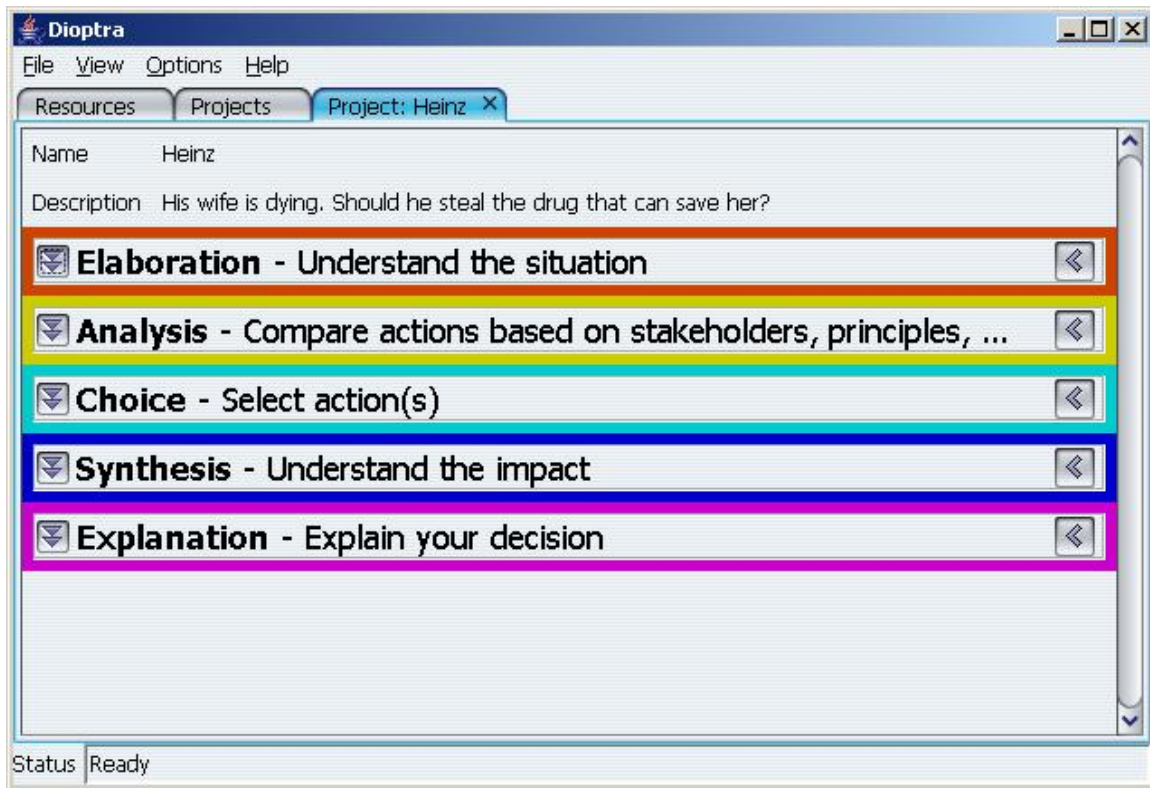 Dioptra
File View Options Help
Resources Projects Project: Heinz
Name Heinz
Description His wife is dying. Should he steal the drug that can save her?
Elaboration - Understand the situation
Analysis - Compare actions based on stakeholders, principles, ...
Choice - Select action(s)
Synthesis - Understand the impact
Explanation - Explain your decision
Status Ready